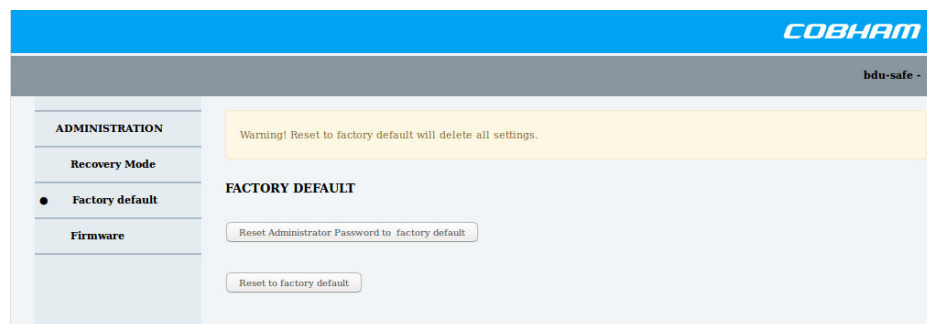 COBHAM
bdu-safe -
ADMINISTRATION
Recovery Mode
Factory default
Firmware
Warning! Reset to factory default will delete all settings.
FACTORY DEFAULT
Reset Administrator Password to factory default
Reset to factory default